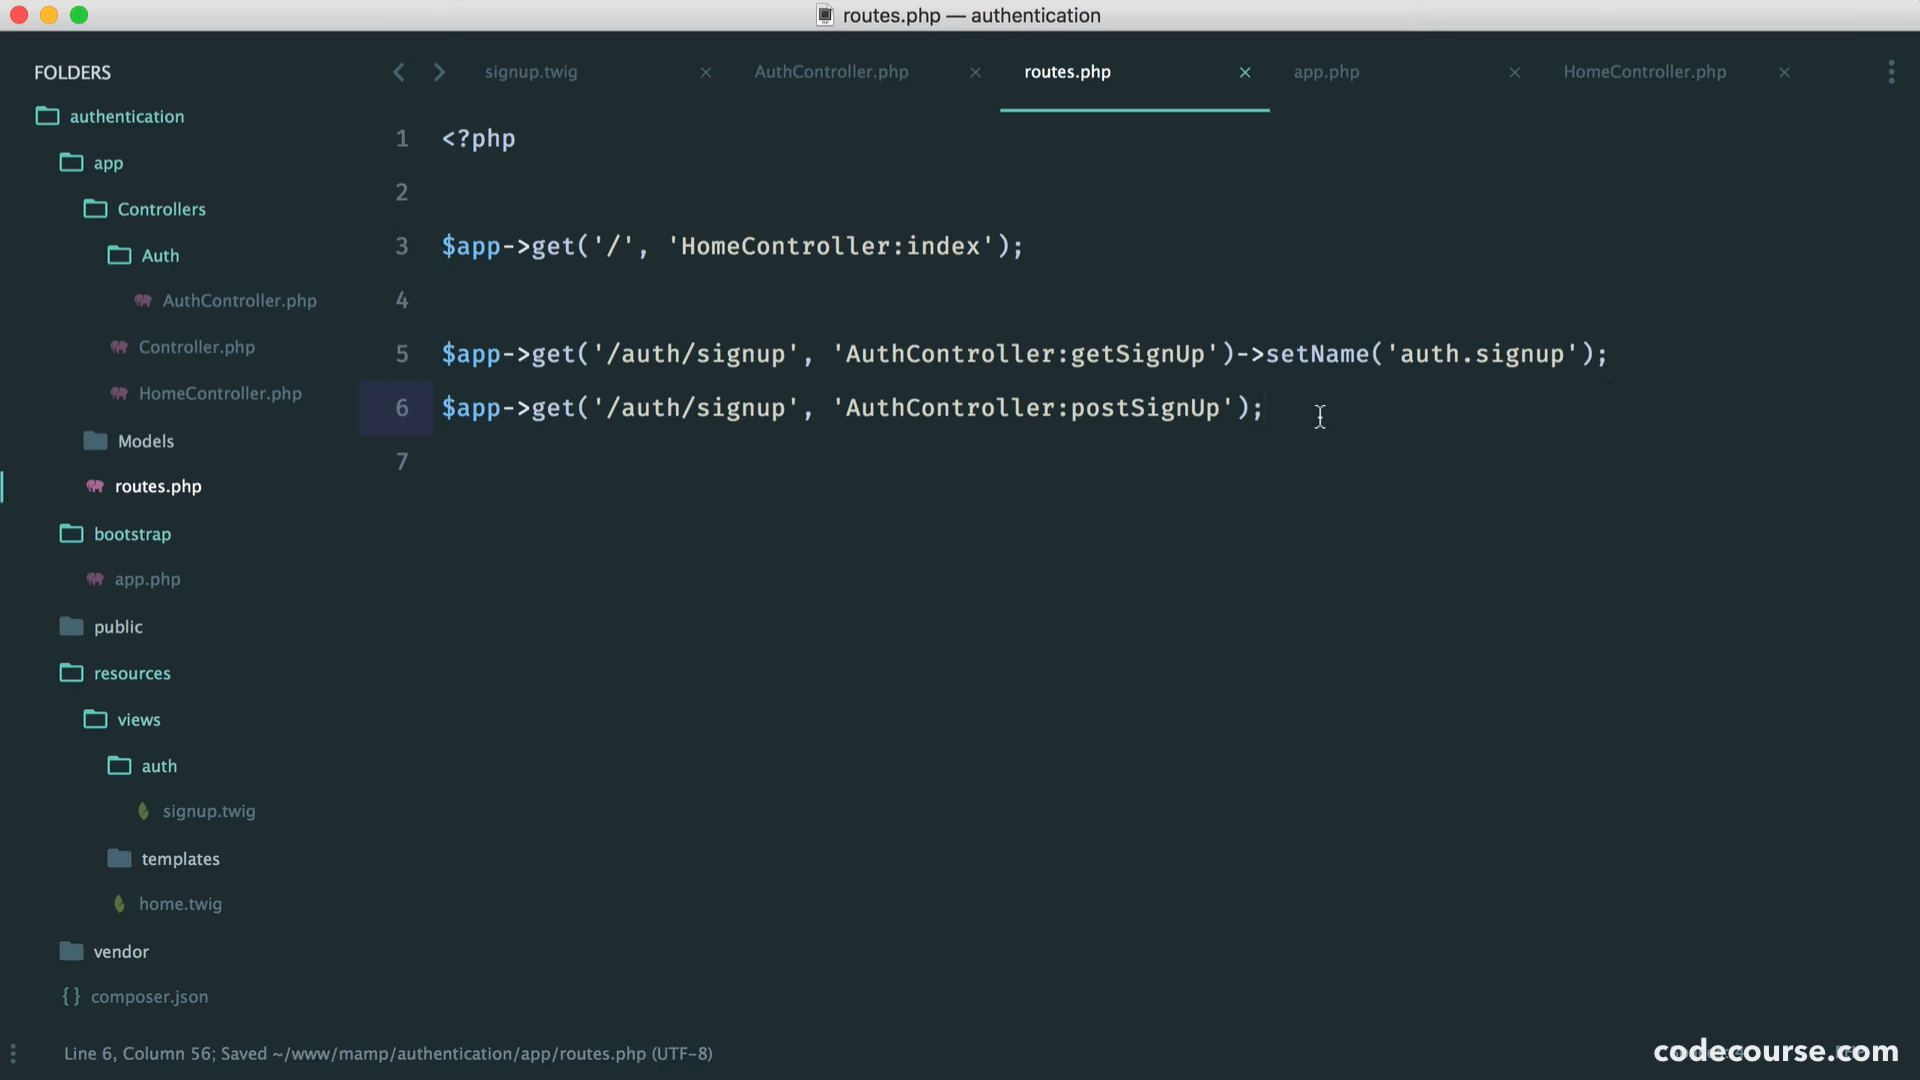 routes.php — authentication
FOLDERS
authentication
app
Controllers
Auth
AuthController.php
Controller.php
HomeController.php
Models
routes.php
bootstrap
app.php
public
resources
views
auth
signup.twig
templates
home.twig
vendor
{} composer.json
signup.twig
AuthController.php
routes.php
app.php
HomeController.php
1 <?php
2
3 $app->get('/', 'HomeController:index');
4
5 $app->get('/auth/signup', 'AuthController:getSignUp')->setName('auth.signup');
6 $app->get('/auth/signup', 'AuthController:postSignUp');
7
Line 6, Column 56; Saved ~/www/mamp/authentication/app/routes.php (UTF-8)
codecourse.com